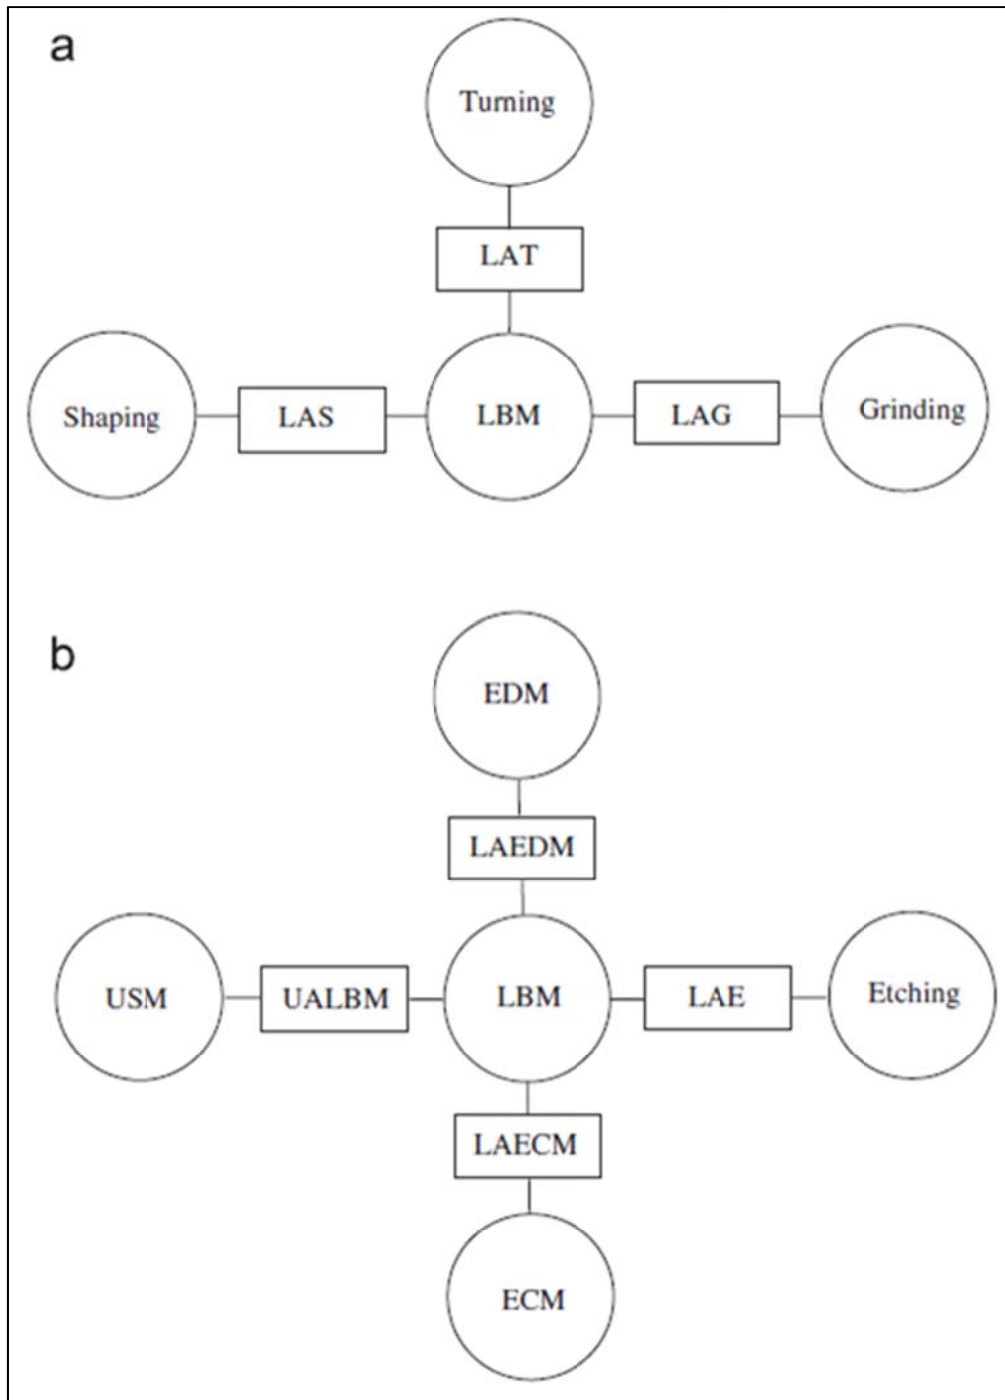 a
Turning
LAT
Shaping
LAS
LBM
LAG
Grinding
b
EDM
LAEDM
USM
UALBM
LBM
LAE
Etching
LAECM
ECM